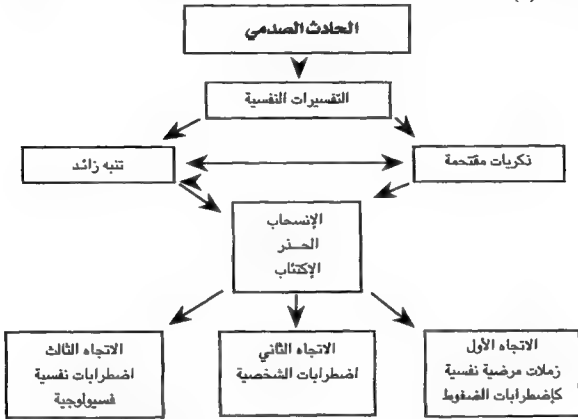 الحادث الصدمي
التفسيرات النفسية
ذكريات مقتحمة
تنبه زائد
الإنسحاب
الحــذر
الإكتئاب
الاتجاه الأول
زملات مرضية نفسية
كإضطرابات الضغوط
الاتجاه الثاني
اضطرابات الشخصية
الاتجاه الثالث
اضطرابات نفسية
فسيولوجية